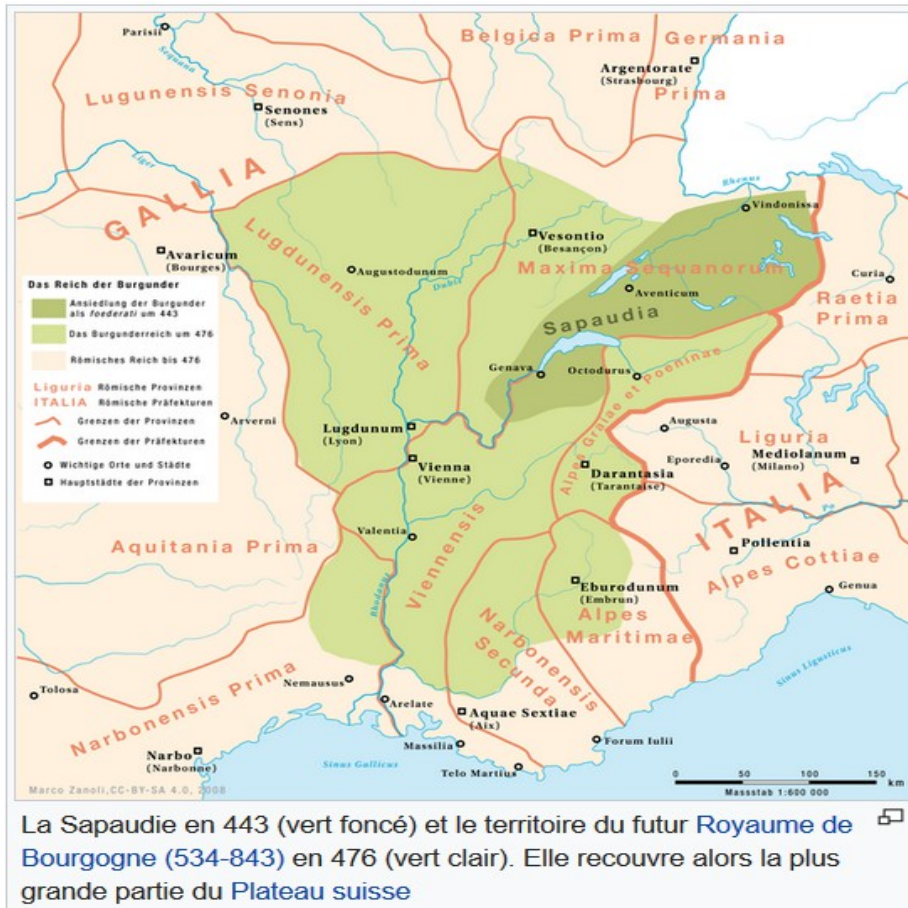 Parisii
Sequana
Belgica Prima
Germania
Prima
Argentorate
(Strasbourg)
Lugunensis Senonia
Senones
(Sens)
Liger
GALLIA
Rhenus
Vindonissa
Avaricum
(Bourges)
Lugdunensis Prima
Augustodunum
Vesontio
(Besançon)
Dubis
Maxima Sequanorum
Aventicum
Sapaudia
Curia
Raetia
Prima
Das Reich der Burgunder
Ansiedlung der Burgunder
als foederati um 443
Das Burgunderreich um 476
Römisches Reich bis 476
Liguria Römische Provinzen
ITALIA Römische Präfekturen
Grenzen der Provinzen
Grenzen der Präfekturen
Wichtige Orte und Städte
Hauptstädte der Provinzen
Genava
Octodurus
Alpes Graiae et Poeninae
Arverni
Lugdunum
(Lyon)
Vienna
(Vienne)
Darantasia
(Tarantaise)
Augusta
Eporedia
Liguria
Mediolanum
(Milano)
ITALIA
Po
Valentia
Aquitania Prima
Viennensis
Rhodanus
Pollentia
Alpes Cottiae
Genua
Eburodunum
(Embrun)
Alpes
Maritimae
Narbonensis
Secunda
Sinus Ligusticus
Tolosa
Narbonensis Prima
Nemausus
Arelate
Aquae Sextiae
(Aix)
Massilia
Forum Iulii
Telo Martius
Narbo
(Narbonne)
Sinus Gallicus
0 50 100 150 km
Massstab 1:600 000
Marco Zanoli,CC-BY-SA 4.0, 2008
La Sapaudie en 443 (vert foncé) et le territoire du futur Royaume de
Bourgogne (534-843) en 476 (vert clair). Elle recouvre alors la plus
grande partie du Plateau suisse